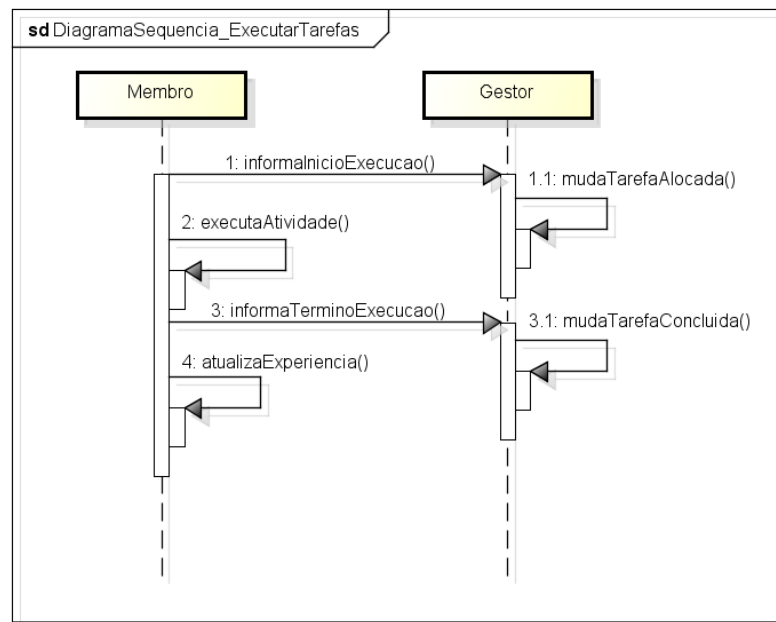 sd DiagramaSequencia_ExecutarTarefas
Membro
Gestor
1: informaInicioExecucao()
1.1: mudaTarefaAlocada()
2: executaAtividade()
3: informaTerminoExecucao()
3.1: mudaTarefaConcluida()
4: atualizaExperiencia()